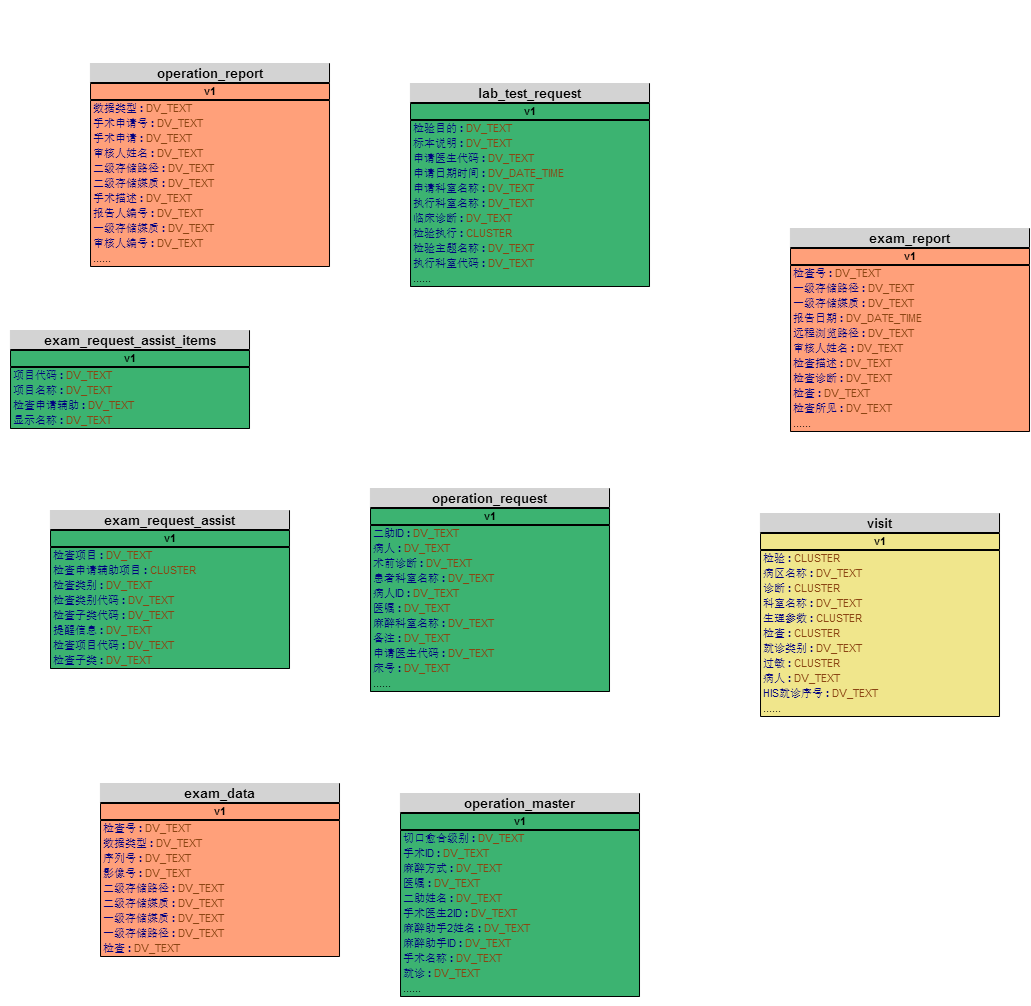 operation_report
v1
数据类型 : DV_TEXT
手术申请号 : DV_TEXT
手术申请 : DV_TEXT
审核人姓名 : DV_TEXT
二级存储路径 : DV_TEXT
二级存储媒质 : DV_TEXT
手术描述 : DV_TEXT
报告人编号 : DV_TEXT
一级存储媒质 : DV_TEXT
审核人编号 : DV_TEXT
......
lab_test_request
v1
检验目的 : DV_TEXT
标本说明 : DV_TEXT
申请医生代码 : DV_TEXT
申请日期时间 : DV_DATE_TIME
申请科室名称 : DV_TEXT
执行科室名称 : DV_TEXT
临床诊断 : DV_TEXT
检验执行 : CLUSTER
检验主题名称 : DV_TEXT
执行科室代码 : DV_TEXT
......
exam_report
v1
检查号 : DV_TEXT
一级存储路径 : DV_TEXT
一级存储媒质 : DV_TEXT
报告日期 : DV_DATE_TIME
远程浏览路径 : DV_TEXT
审核人姓名 : DV_TEXT
检查描述 : DV_TEXT
检查诊断 : DV_TEXT
检查 : DV_TEXT
检查所见 : DV_TEXT
......
exam_request_assist_items
v1
项目代码 : DV_TEXT
项目名称 : DV_TEXT
检查申请辅助 : DV_TEXT
显示名称 : DV_TEXT
exam_request_assist
v1
检查项目 : DV_TEXT
检查申请辅助项目 : CLUSTER
检查类别 : DV_TEXT
检查类别代码 : DV_TEXT
检查子类代码 : DV_TEXT
提醒信息 : DV_TEXT
检查项目代码 : DV_TEXT
检查子类 : DV_TEXT
operation_request
v1
二助ID : DV_TEXT
病人 : DV_TEXT
术前诊断 : DV_TEXT
患者科室名称 : DV_TEXT
病人ID : DV_TEXT
医嘱 : DV_TEXT
麻醉科室名称 : DV_TEXT
备注 : DV_TEXT
申请医生代码 : DV_TEXT
床号 : DV_TEXT
......
visit
v1
检验 : CLUSTER
病区名称 : DV_TEXT
诊断 : CLUSTER
科室名称 : DV_TEXT
生理参数 : CLUSTER
检查 : CLUSTER
就诊类别 : DV_TEXT
过敏 : CLUSTER
病人 : DV_TEXT
HIS就诊序号 : DV_TEXT
......
exam_data
v1
检查号 : DV_TEXT
数据类型 : DV_TEXT
序列号 : DV_TEXT
影像号 : DV_TEXT
二级存储路径 : DV_TEXT
二级存储媒质 : DV_TEXT
一级存储媒质 : DV_TEXT
一级存储路径 : DV_TEXT
检查 : DV_TEXT
operation_master
v1
切口愈合级别 : DV_TEXT
手术ID : DV_TEXT
麻醉方式 : DV_TEXT
医嘱 : DV_TEXT
二助姓名 : DV_TEXT
手术医生2ID : DV_TEXT
麻醉助手2姓名 : DV_TEXT
麻醉助手ID : DV_TEXT
手术名称 : DV_TEXT
就诊 : DV_TEXT
......